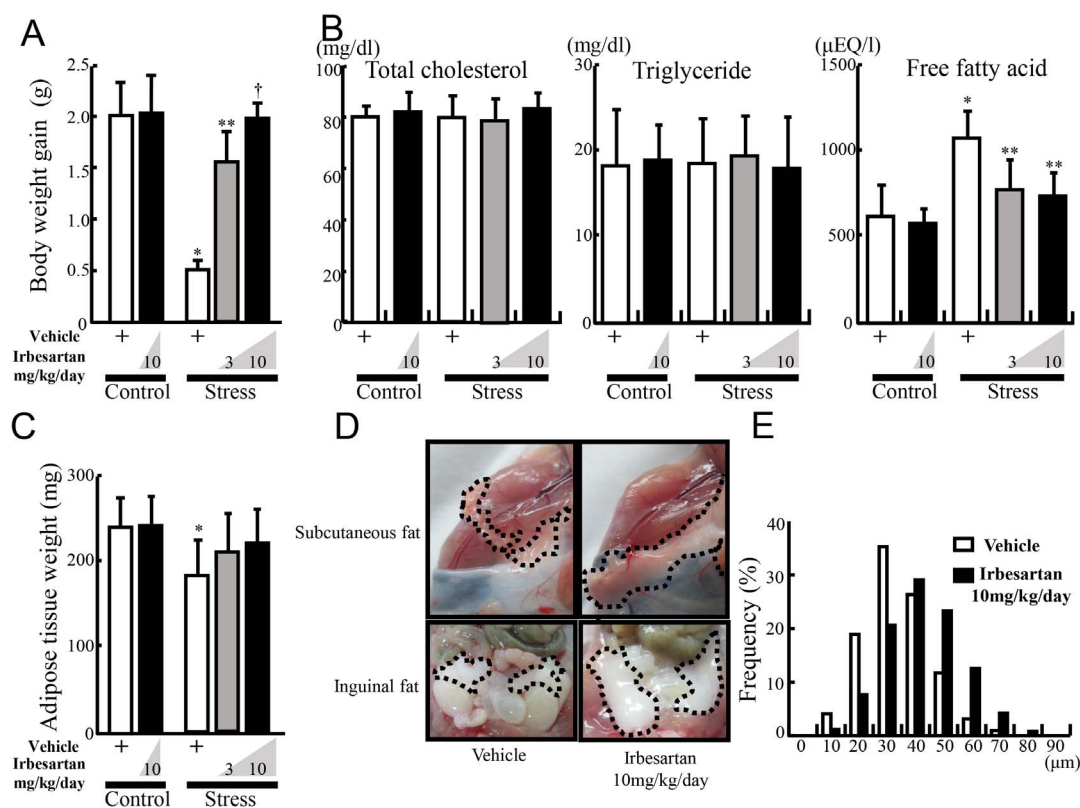 A
Body weight gain (g)
2.5
2.0
1.5
1.0
0.5
0
*
**
†
Vehicle + +
Irbesartan 10 3 10
mg/kg/day
Control Stress
B
(mg/dl)
Total cholesterol
100
80
60
40
20
0
+ +
10 3 10
Control Stress
(mg/dl)
Triglyceride
30
20
10
0
+ +
10 3 10
Control Stress
(μEQ/l)
Free fatty acid
1500
1000
500
0
*
**
**
+ +
10 3 10
Control Stress
C
Adipose tissue weight (mg)
300
200
100
0
*
Vehicle + +
Irbesartan 10 3 10
mg/kg/day
Control Stress
D
Subcutaneous fat
Inguinal fat
Vehicle
Irbesartan
10mg/kg/day
E
Frequency (%)
40
30
20
10
0
Vehicle
Irbesartan
10mg/kg/day
0 10 20 30 40 50 60 70 80 90
(μm)